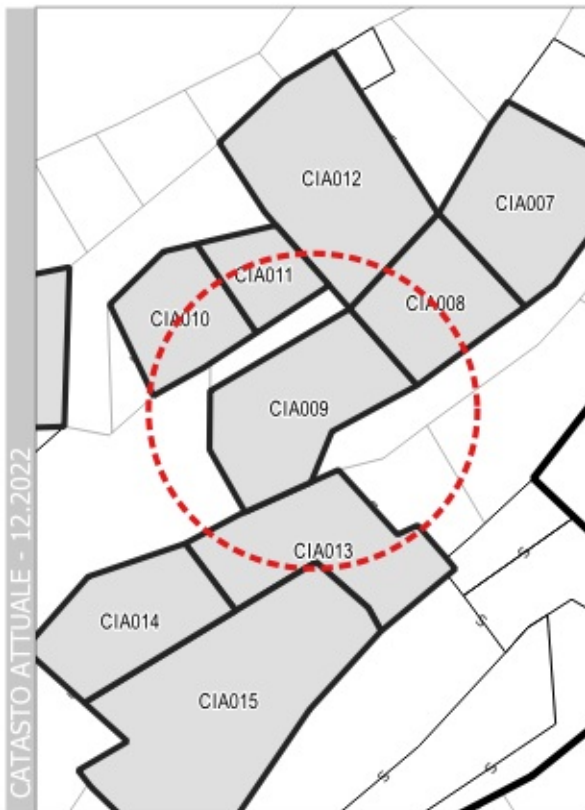 CATASTO ATTUALE - 12.2022
CIA012
CIA007
CIA011
CIA008
CIA010
CIA009
CIA013
CIA014
CIA015
S
S
S
S